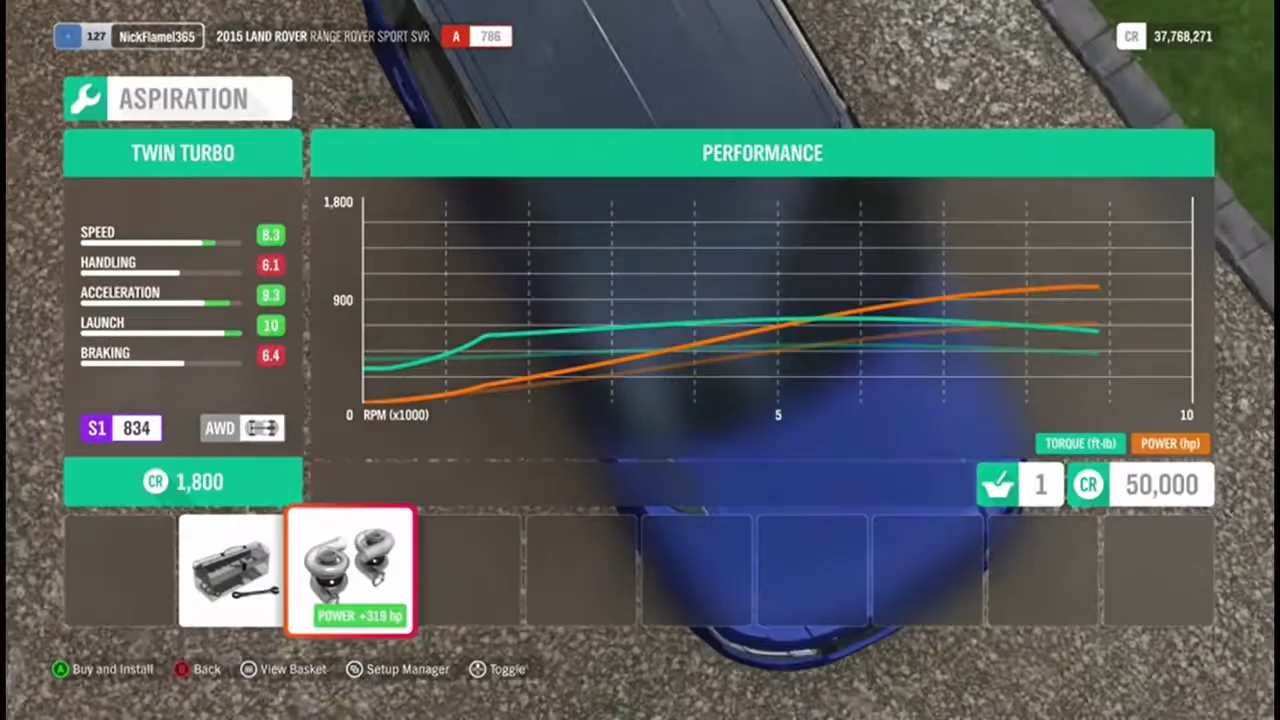 127 NickFlamel365 2015 LAND ROVER RANGE ROVER SPORT SVR A 786 CR 37,768,271
ASPIRATION
TWIN TURBO
PERFORMANCE
SPEED 8.3
HANDLING 6.1
ACCELERATION 9.3
LAUNCH 10
BRAKING 6.4
S1 834 AWD
CR 1,800
1,800
900
0 RPM (x1000) 5 10
TORQUE (ft-lb) POWER (hp)
1 CR 50,000
POWER +319 hp
A Buy and Install B Back View Basket Setup Manager Toggle